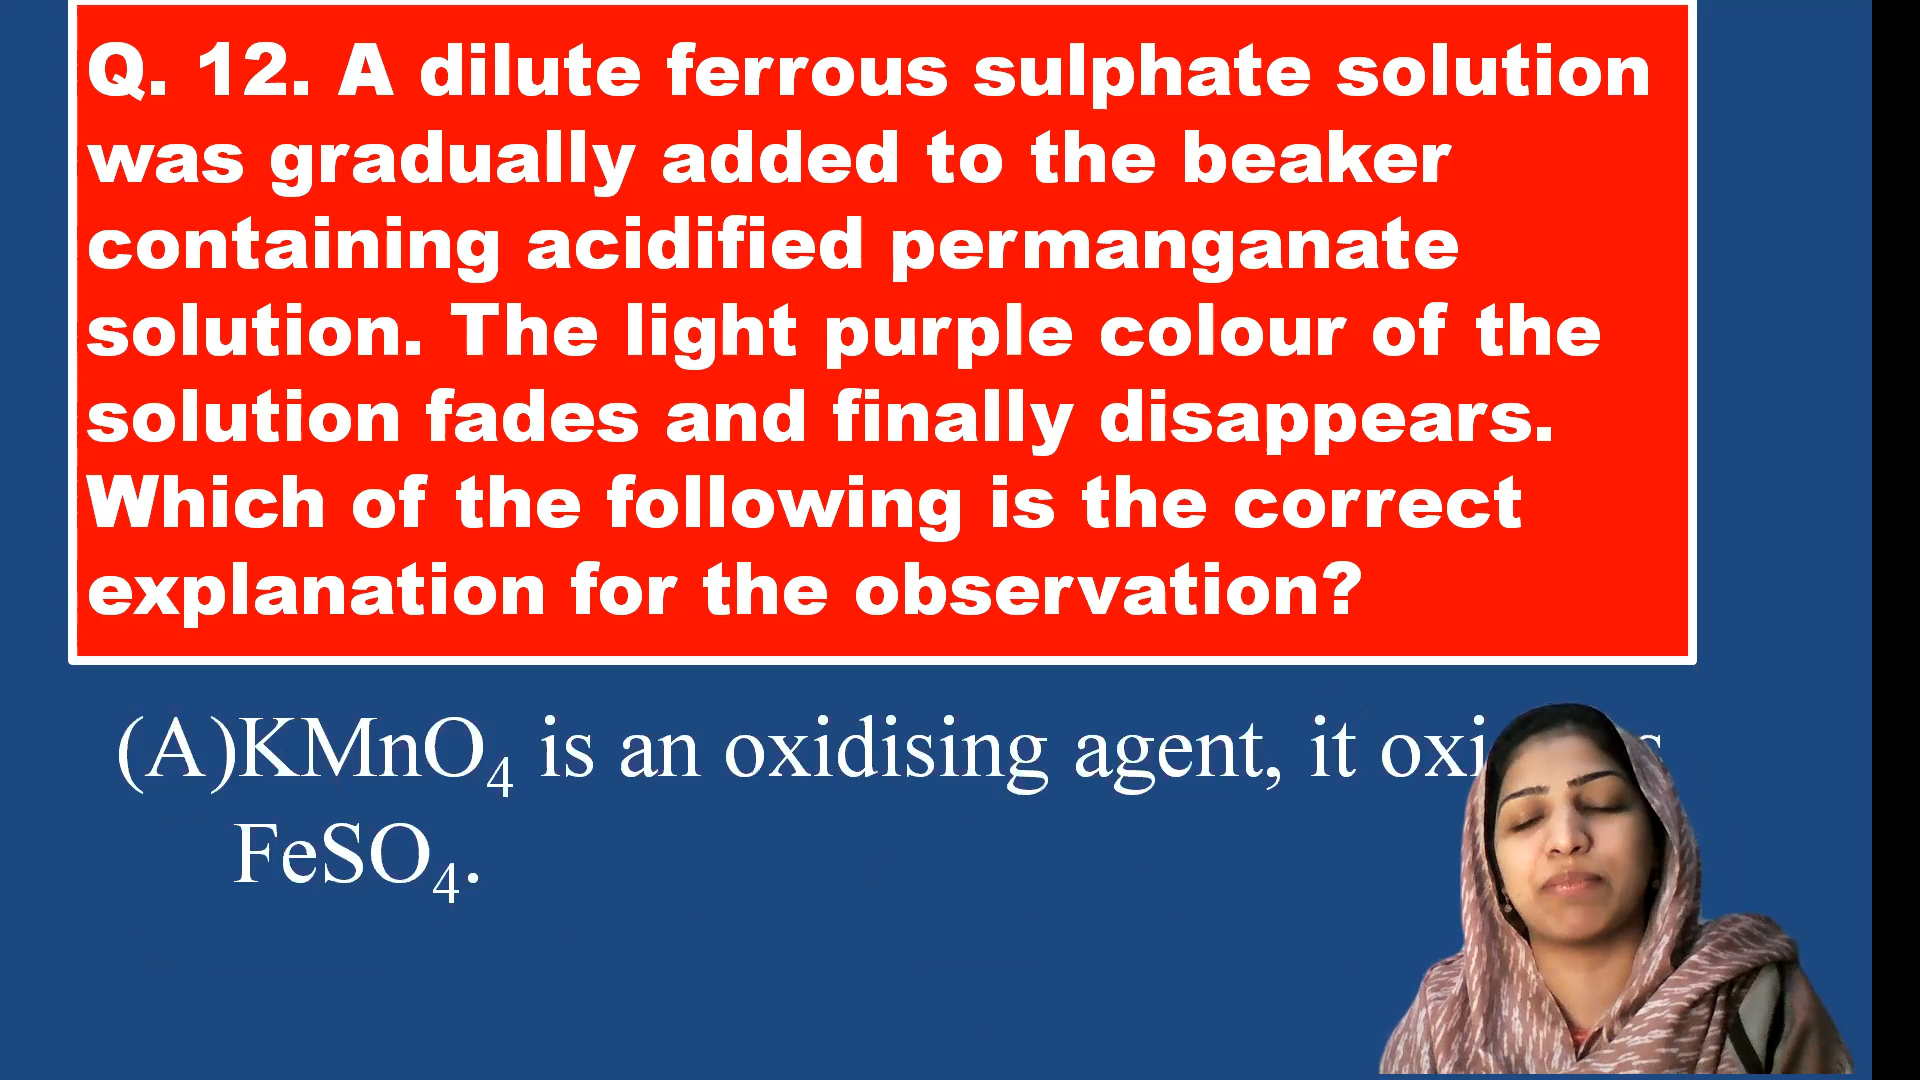 Q. 12. A dilute ferrous sulphate solution
was gradually added to the beaker
containing acidified permanganate
solution. The light purple colour of the
solution fades and finally disappears.
Which of the following is the correct
explanation for the observation?
(A)KMnO₄ is an oxidising agent, it
FeSO₄.